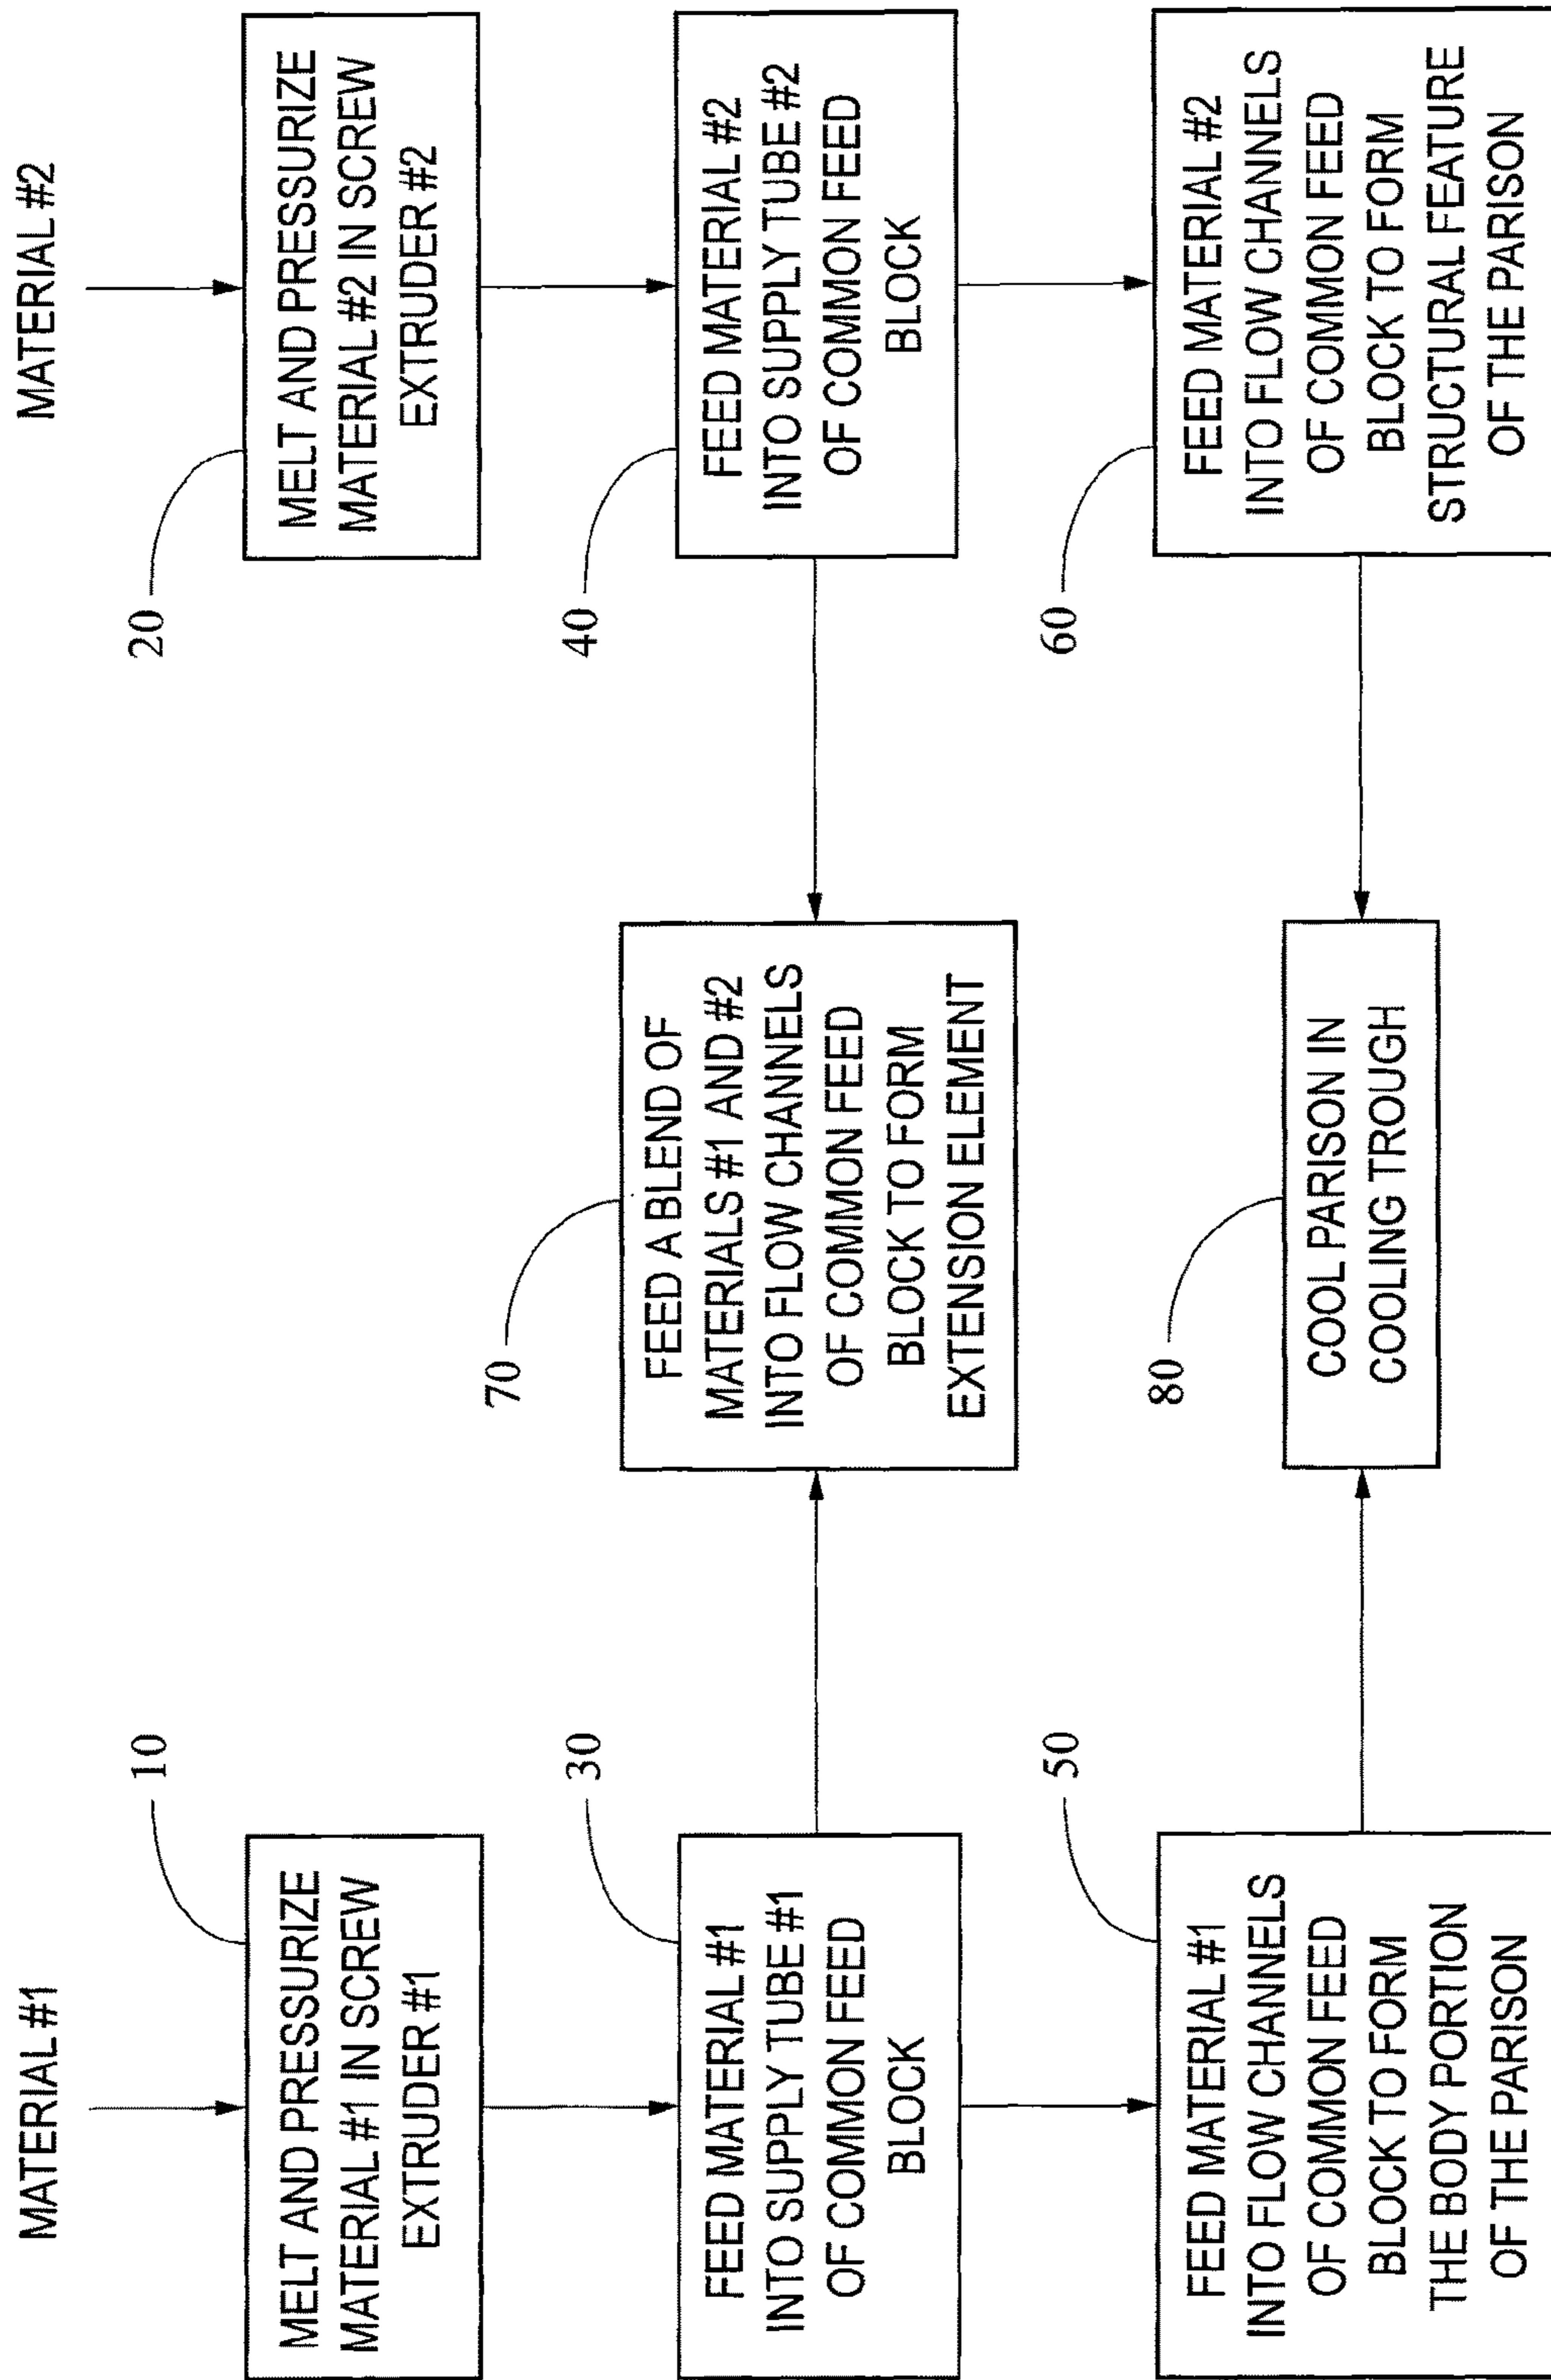 MATERIAL #1
MATERIAL #2
10
MELT AND PRESSURIZE
MATERIAL #1 IN SCREW
EXTRUDER #1
20
MELT AND PRESSURIZE
MATERIAL #2 IN SCREW
EXTRUDER #2
30
FEED MATERIAL #1
INTO SUPPLY TUBE #1
OF COMMON FEED
BLOCK
70
FEED A BLEND OF
MATERIALS #1 AND #2
INTO FLOW CHANNELS
OF COMMON FEED
BLOCK TO FORM
EXTENSION ELEMENT
40
FEED MATERIAL #2
INTO SUPPLY TUBE #2
OF COMMON FEED
BLOCK
50
FEED MATERIAL #1
INTO FLOW CHANNELS
OF COMMON FEED
BLOCK TO FORM
THE BODY PORTION
OF THE PARISON
80
COOL PARISON IN
COOLING TROUGH
60
FEED MATERIAL #2
INTO FLOW CHANNELS
OF COMMON FEED
BLOCK TO FORM
STRUCTURAL FEATURE
OF THE PARISON